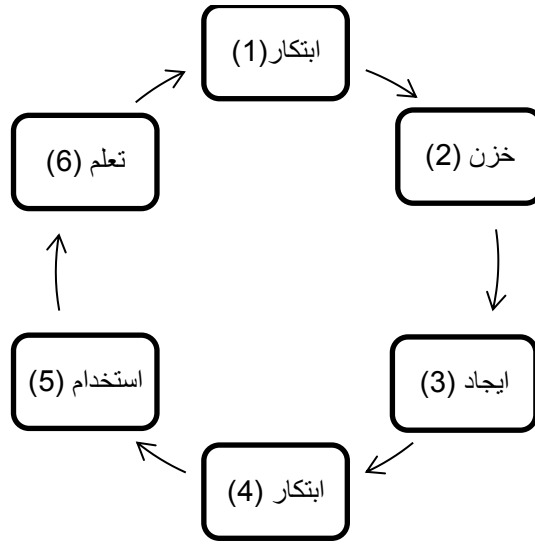 ابتكار(1)
خزن (2)
ايجاد (3)
ابتكار (4)
استخدام (5)
تعلم (6)